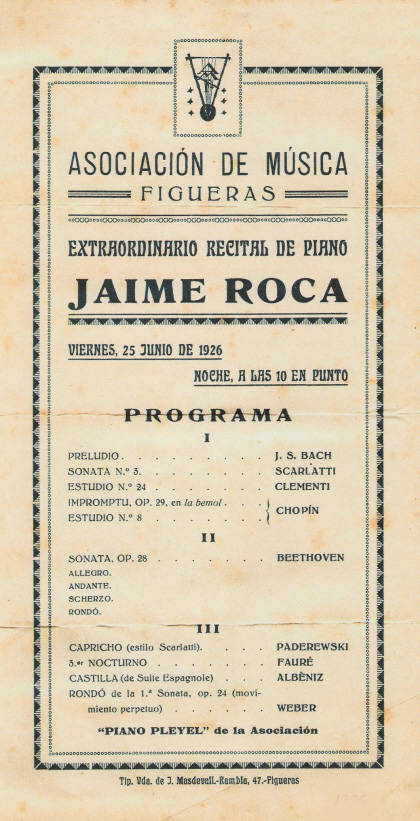 ASOCIACIÓN DE MÚSICA
FIGUERAS
EXTRAORDINARIO RECITAL DE PIANO
JAIME ROCA
VIERNES, 25 JUNIO DE 1926
NOCHE, A LAS 10 EN PUNTO
PROGRAMA
I
PRELUDIO . . . . . . . . . J. S. BACH
SONATA N.º 3. . . . . . . . SCARLATTI
ESTUDIO N.º 24 . . . . . . . CLEMENTI
IMPROMPTU, OP. 29, en la bemol . . . 
CHOPÍN
ESTUDIO N.º 8 . . . . . . .
II
SONATA, OP. 28 . . . . . . . BEETHOVEN
ALLEGRO.
ANDANTE.
SCHERZO.
RONDÓ.
III
CAPRICHO (estilo Scarlatti). . . . PADEREWSKI
3.er NOCTURNO . . . . . . FAURÉ
CASTILLA (de Suite Espagnole) . . . ALBÈNIZ
RONDÓ de la 1.ª Sonata, op. 24 (movi-
miento perpetuo) . . . . . . WEBER
"PIANO PLEYEL" de la Asociación
Tip. Vda. de J. Masdevall.-Rambla, 47.-Figueras